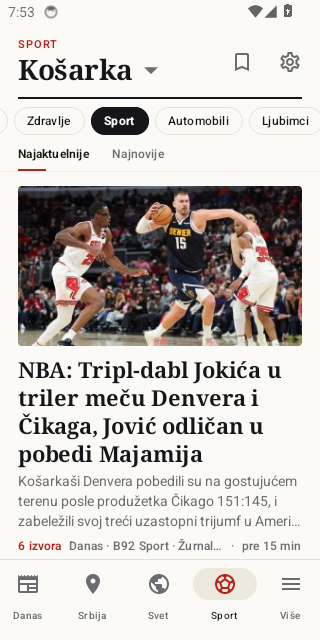 7:53
SPORT
Košarka
Zdravlje
Sport
Automobili
Ljubimci
Najaktuelnije
Najnovije
DENVER
15
NBA: Tripl-dabl Jokića u
triler meču Denvera i
Čikaga, Jović odličan u
pobedi Majamija
Košarkaši Denvera pobedili su na gostujućem
terenu posle produžetka Čikago 151:145, i
zabeležili svoj treći uzastopni trijumf u Ameri…
6 izvora Danas · B92 Sport · Žurnal… · pre 15 min
Danas
Srbija
Svet
Sport
Više